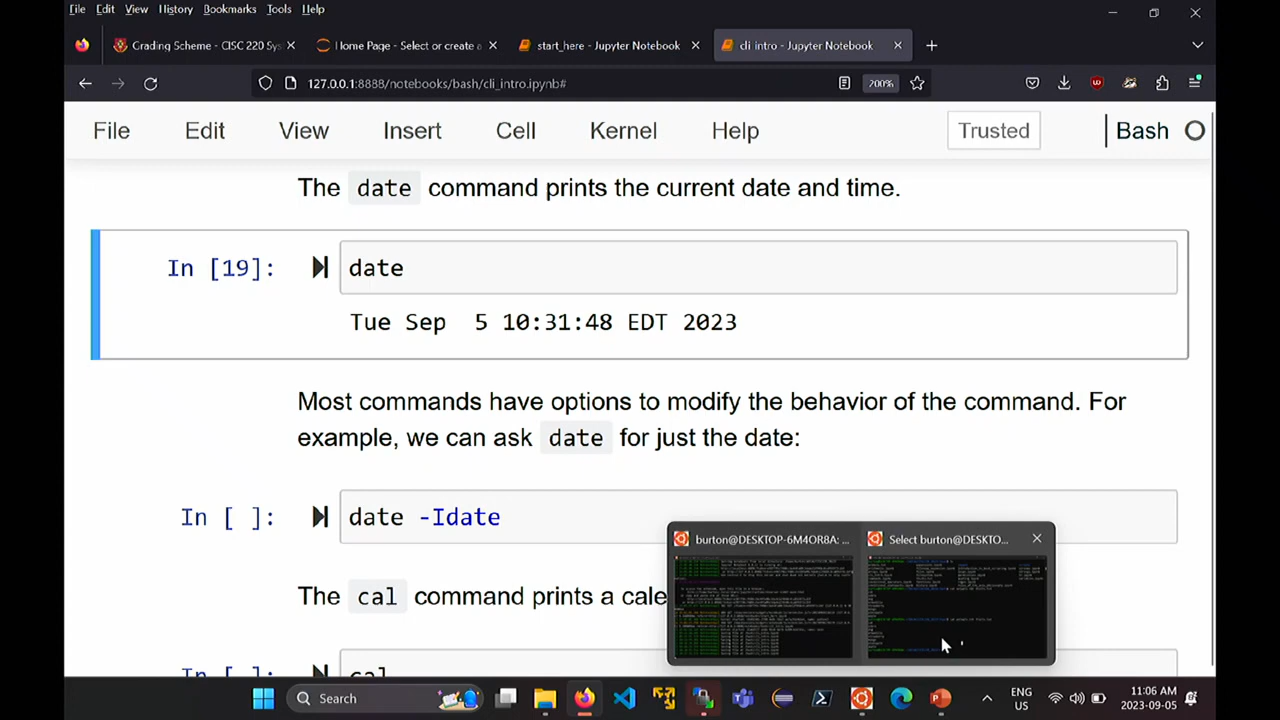 File Edit View History Bookmarks Tools Help
Grading Scheme - CISC 220 Sys
Home Page - Select or create a
start_here - Jupyter Notebook
cli intro - Jupyter Notebook
127.0.0.1:8888/notebooks/bash/cli_intro.ipynb#
200%
File Edit View Insert Cell Kernel Help
Trusted
Bash
The date command prints the current date and time.
In [19]: date
Tue Sep 5 10:31:48 EDT 2023
Most commands have options to modify the behavior of the command. For
example, we can ask date for just the date:
In [ ]: date -Idate
burton@DESKTOP-6M4OR8A: ...
Select burton@DESKTO...
The cal command prints a cale
In [ ]: cal
Search
ENG
US
11:06 AM
2023-09-05